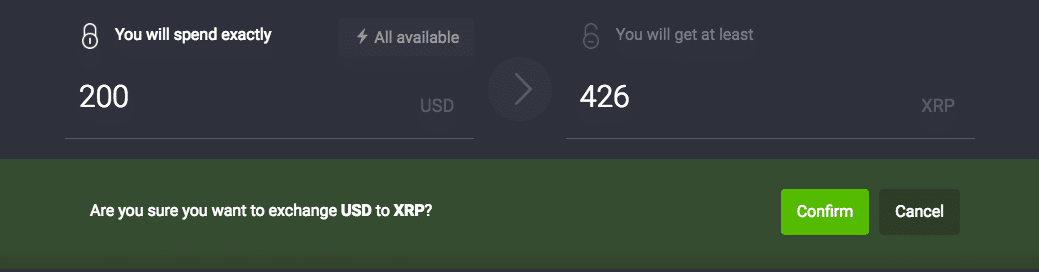 You will spend exactly
All available
200
USD
You will get at least
426
XRP
Are you sure you want to exchange USD to XRP?
Confirm
Cancel